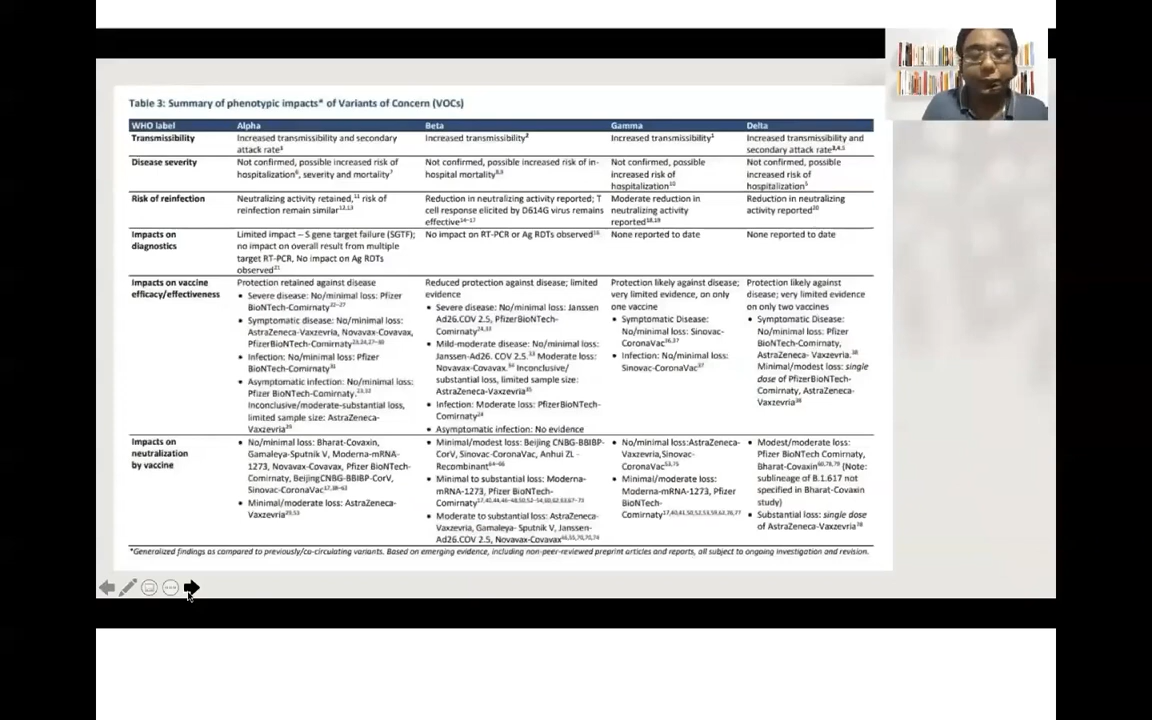 Table 3: Summary of phenotypic impacts* of Variants of Concern (VOCs)
WHO label Alpha Beta Gamma Delta
Transmissibility
Increased transmissibility and secondary
attack rate
Increased transmissibility
Increased transmissibility
Increased transmissibility and
secondary attack rate
Disease severity
Not confirmed, possible increased risk of
hospitalization, severity and mortality
Not confirmed, possible increased risk of in-
hospital mortality
Not confirmed, possible
increased risk of
hospitalization
Not confirmed, possible
increased risk of
hospitalization
Risk of reinfection
Neutralizing activity retained, risk of
reinfection remain similar
Reduction in neutralizing activity reported; T
cell response elicited by D614G virus remains
effective
Moderate reduction in
neutralizing activity
reported
Reduction in neutralizing
activity reported
Impacts on
diagnostics
Limited impact – S gene target failure (SGTF);
no impact on overall result from multiple
target RT-PCR, No impact on Ag RDTs
observed
No impact on RT-PCR or Ag RDTs observed
None reported to date
None reported to date
Impacts on vaccine
efficacy/effectiveness
Protection retained against disease
• Severe disease: No/minimal loss: Pfizer
BioNTech-Comirnaty
• Symptomatic disease: No/minimal loss:
AstraZeneca-Vaxzevria, Novavax-Covavax,
PfizerBioNTech-Comirnaty
• Infection: No/minimal loss: Pfizer
BioNTech-Comirnaty
• Asymptomatic infection: No/minimal loss:
Pfizer BioNTech-Comirnaty.
Inconclusive/moderate-substantial loss,
limited sample size: AstraZeneca-
Vaxzevria
Reduced protection against disease; limited
evidence
• Severe disease: No/minimal loss: Janssen
Ad26.COV 2.5, PfizerBioNTech-
Comirnaty
• Mild-moderate disease: No/minimal loss:
Janssen-Ad26. COV 2.5. Moderate loss:
Novavax-Covavax. Inconclusive/
substantial loss, limited sample size:
AstraZeneca-Vaxzevria
• Infection: Moderate loss: PfizerBioNTech-
Comirnaty
• Asymptomatic infection: No evidence
Protection likely against disease;
very limited evidence, on only
one vaccine
• Symptomatic Disease:
No/minimal loss: Sinovac-
CoronaVac
• Infection: No/minimal loss:
Sinovac-CoronaVac
Protection likely against
disease; very limited evidence
on only two vaccines
• Symptomatic Disease:
No/minimal loss: Pfizer
BioNTech-Comirnaty,
AstraZeneca- Vaxzevria.
Minimal/modest loss: single
dose of PfizerBioNTech-
Comirnaty, AstraZeneca-
Vaxzevria
Impacts on
neutralization
by vaccine
• No/minimal loss: Bharat-Covaxin,
Gamaleya-Sputnik V, Moderna-mRNA-
1273, Novavax-Covavax, Pfizer BioNTech-
Comirnaty, BeijingCNBG-BBIBP-CorV,
Sinovac-CoronaVac
• Minimal/moderate loss: AstraZeneca-
Vaxzevria
• Minimal/modest loss: Beijing CNBG-BBIBP-
CorV, Sinovac-CoronaVac, Anhui ZL -
Recombinant
• Minimal to substantial loss: Moderna-
mRNA-1273, Pfizer BioNTech-
Comirnaty
• Moderate to substantial loss: AstraZeneca-
Vaxzevria, Gamaleya- Sputnik V, Janssen-
Ad26.COV 2.5, Novavax-Covavax
• No/minimal loss:AstraZeneca-
Vaxzevria,Sinovac-
CoronaVac
• Minimal/moderate loss:
Moderna-mRNA-1273, Pfizer
BioNTech-
Comirnaty
• Modest/moderate loss:
Pfizer BioNTech Comirnaty,
Bharat-Covaxin (Note:
sublineage of B.1.617 not
specified in Bharat-Covaxin
study)
• Substantial loss: single dose
of AstraZeneca-Vaxzevria
*Generalized findings as compared to previously/co-circulating variants. Based on emerging evidence, including non-peer-reviewed preprint articles and reports, all subject to ongoing investigation and revision.